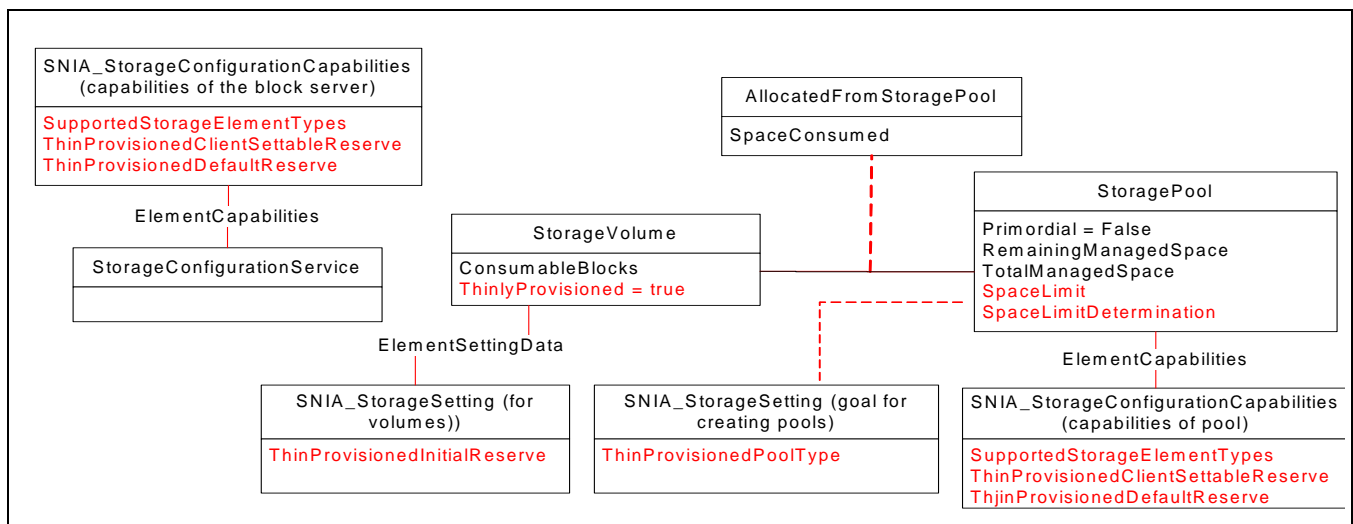 SNIA_StorageConfigurationCapabilities
(capabilities of the block server)
SupportedStorageElementTypes
ThinProvisionedClientSettableReserve
ThinProvisionedDefaultReserve
ElementCapabilities
StorageConfigurationService
AllocatedFromStoragePool
SpaceConsumed
StorageVolume
ConsumableBlocks
ThinlyProvisioned = true
StoragePool
Primordial = False
RemainingManagedSpace
TotalManagedSpace
SpaceLimit
SpaceLimitDetermination
ElementSettingData
ElementCapabilities
SNIA_StorageSetting (for
volumes))
ThinProvisionedInitialReserve
SNIA_StorageSetting (goal for
creating pools)
ThinProvisionedPoolType
SNIA_StorageConfigurationCapabilities
(capabilities of pool)
SupportedStorageElementTypes
ThinProvisionedClientSettableReserve
ThjinProvisionedDefaultReserve